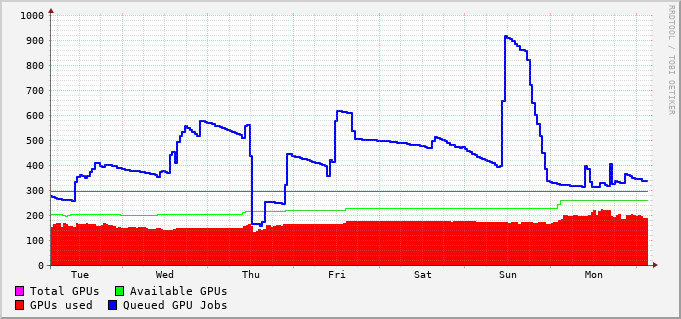 1000
900
800
700
600
500
400
300
200
100
0
Tue Wed Thu Fri Sat Sun Mon
Total GPUs Available GPUs
GPUs used Queued GPU Jobs
RRDTOOL / TOBI OETIKER